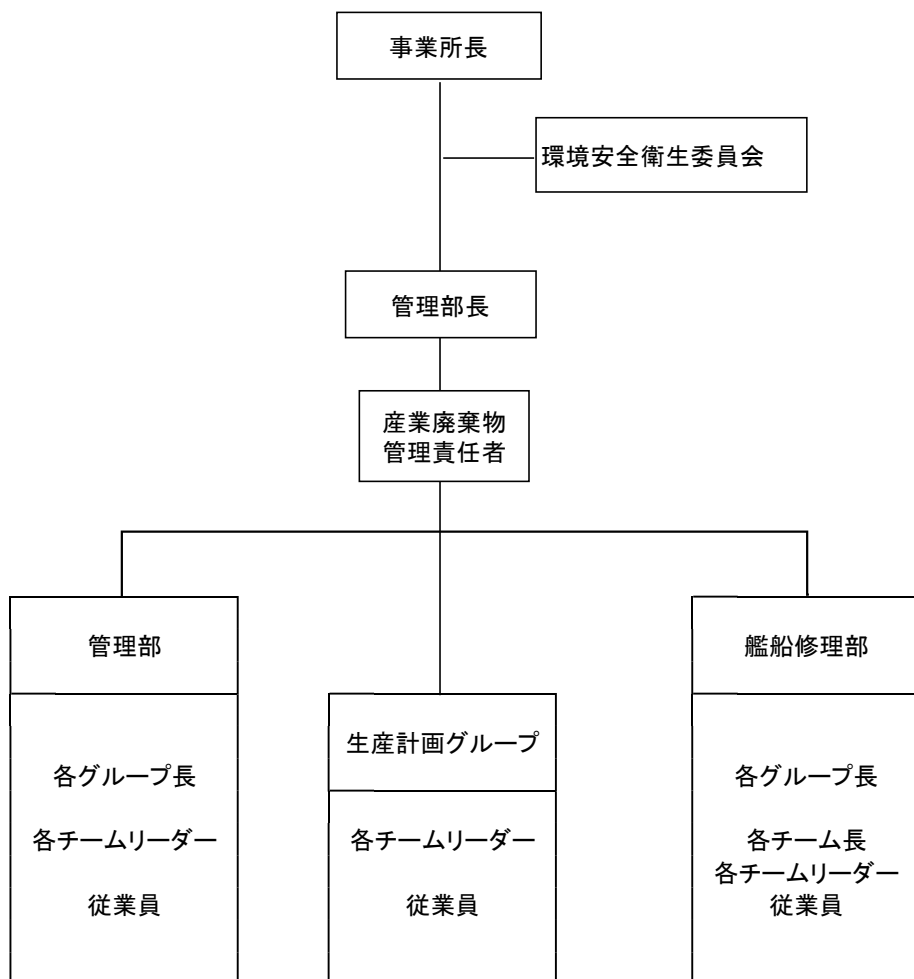 事業所長
環境安全衛生委員会
管理部長
産業廃棄物
管理責任者
管理部
各グループ長
各チームリーダー
従業員
生産計画グループ
各チームリーダー
従業員
艦船修理部
各グループ長
各チーム長
各チームリーダー
従業員